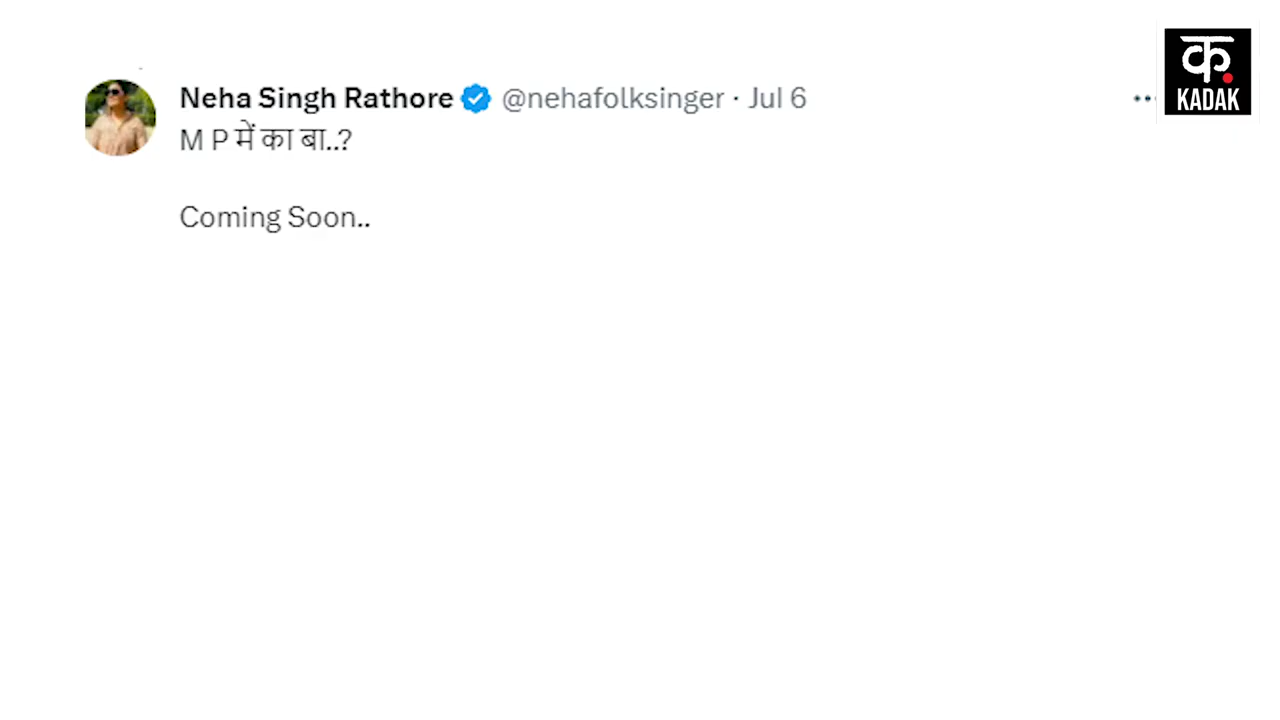 Neha Singh Rathore @nehafolksinger · Jul 6
M P में का बा..?
Coming Soon..
क.
KADAK